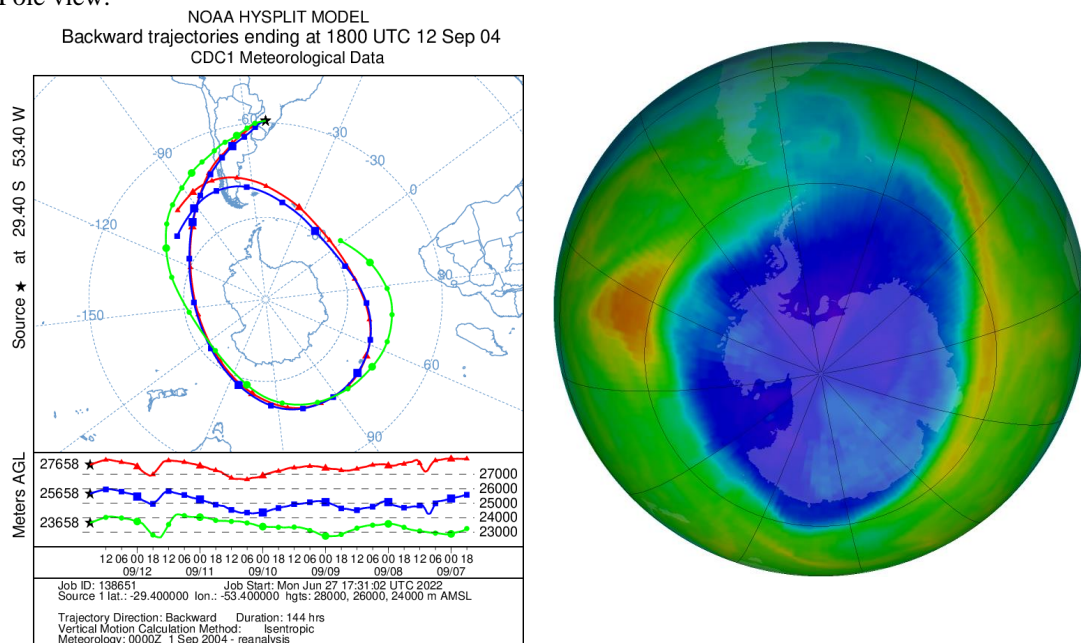 Pole view.
NOAA HYSPLIT MODEL
Backward trajectories ending at 1800 UTC 12 Sep 04
CDC1 Meteorological Data
Source ★ at 29.40 S 53.40 W
-60
-30
-90
-30
0
-120
90
-150
60
90
Meters AGL
27658
27000
26000
25658
25000
24000
23658
23000
12 06 00 18 12 06 00 18 12 06 00 18 12 06 00 18 12 06 00 18 12 06 00 18
09/12 09/11 09/10 09/09 09/08 09/07
Job ID: 138651 Job Start: Mon Jun 27 17:31:02 UTC 2022
Source 1 lat.: -29.400000 lon.: -53.400000 hgts: 28000, 26000, 24000 m AMSL
Trajectory Direction: Backward Duration: 144 hrs
Vertical Motion Calculation Method: Isentropic
Meteorology: 0000Z 1 Sep 2004 - reanalysis